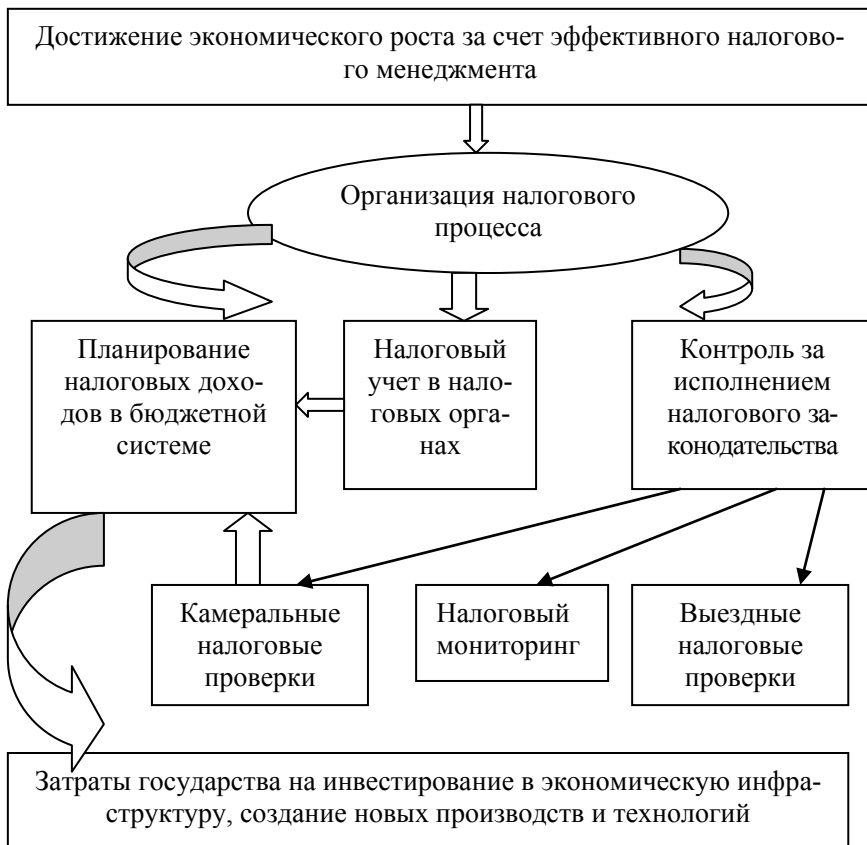 Достижение экономического роста за счет эффективного налогово-
го менеджмента
Организация налогового
процесса
Планирование
налоговых дохо-
дов в бюджетной
системе
Налоговый
учет в нало-
говых орга-
нах
Контроль за
исполнением
налогового за-
конодательства
Камеральные
налоговые
проверки
Налоговый
мониторинг
Выездные
налоговые
проверки
Затраты государства на инвестирование в экономическую инфра-
структуру, создание новых производств и технологий